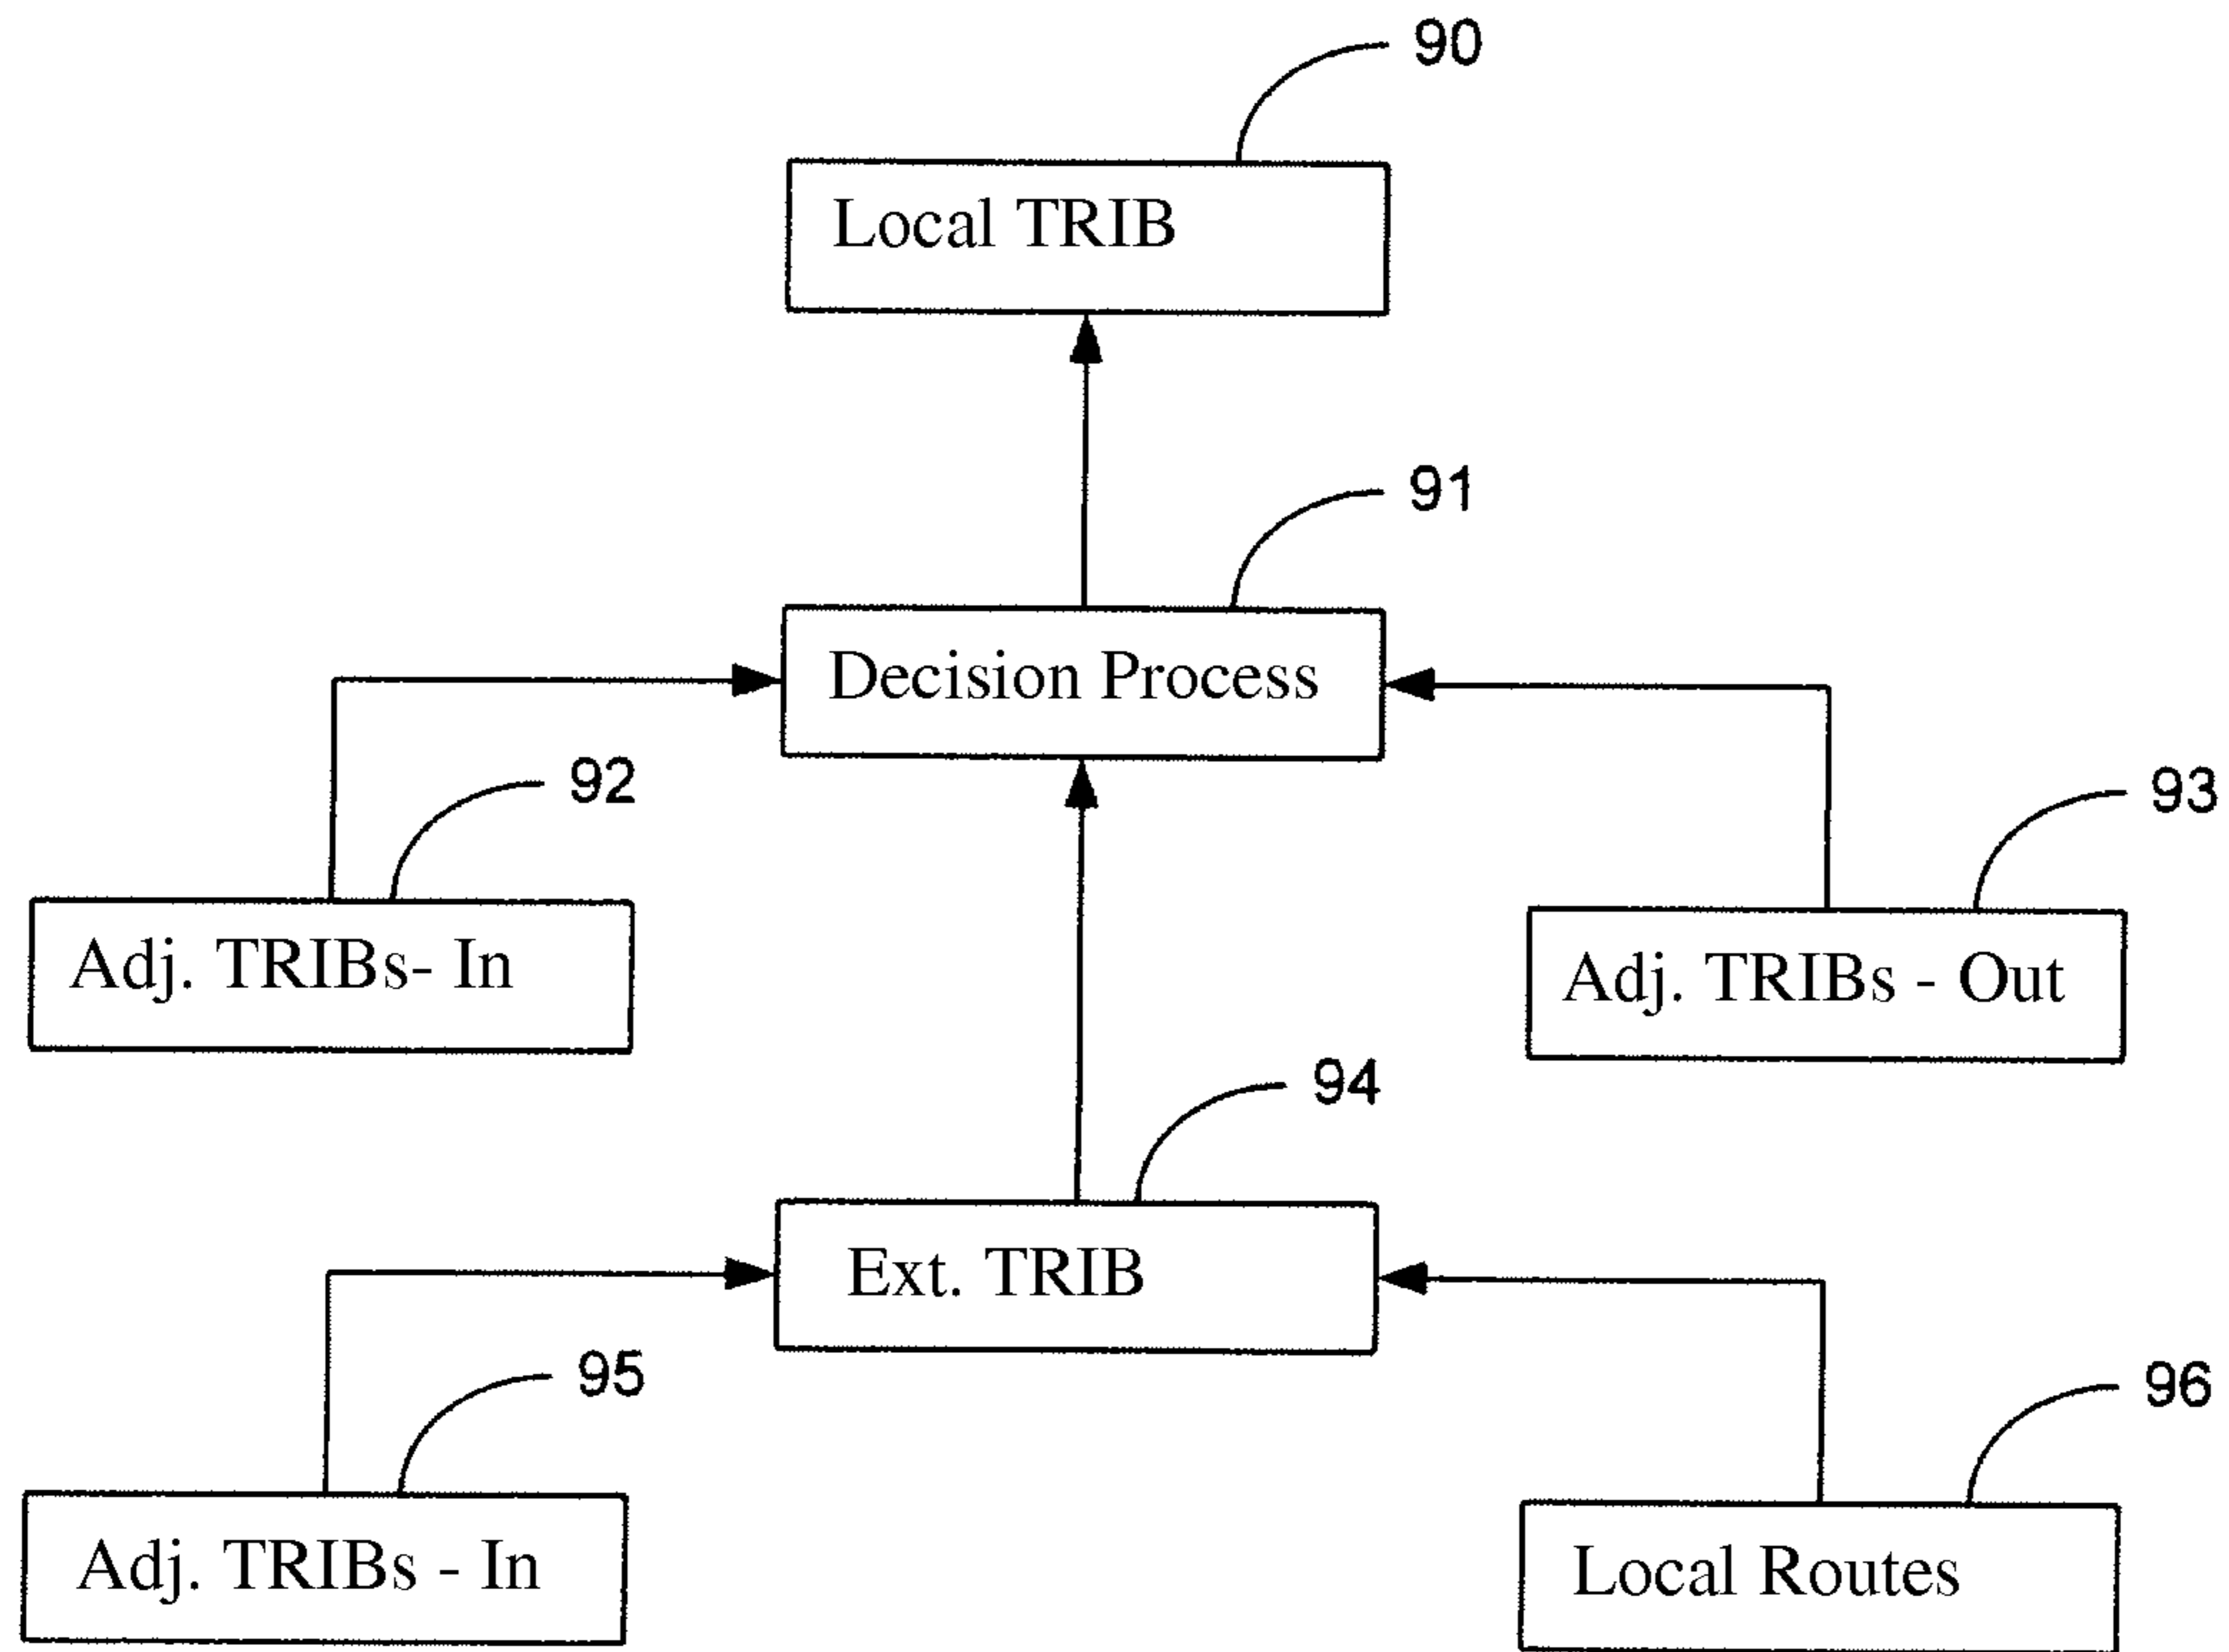 90
Local TRIB
91
Decision Process
92
93
Adj. TRIBs- In
Adj. TRIBs - Out
94
Ext. TRIB
95
96
Adj. TRIBs - In
Local Routes